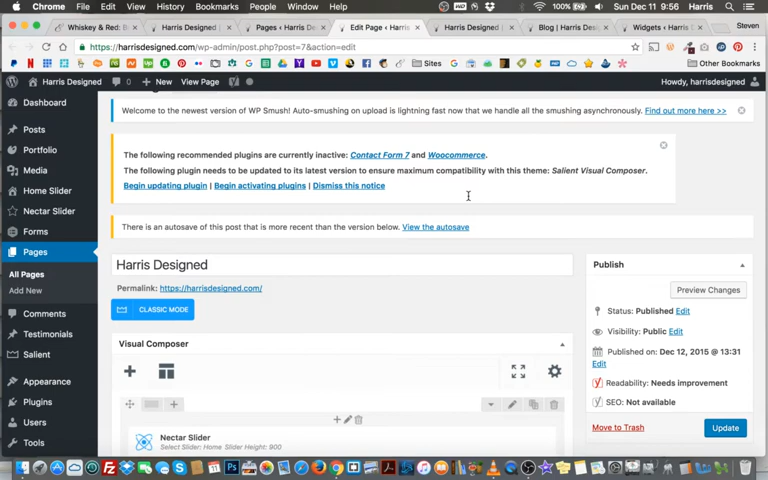 Chrome File Edit View History Bookmarks People Window Help 100% Sun Dec 11 9:56 Harris
Whiskey & Red: B Harris Designed Pages ‹ Harris De Edit Page ‹ Harris Harris Designed Blog | Harris Des Widgets ‹ Harris D Steven
https://harrisdesigned.com/wp-admin/post.php?post=7&action=edit
Sites Other Bookmarks
Harris Designed 0 New View Page Howdy, harrisdesigned
Dashboard
Posts
Portfolio
Media
Home Slider
Nectar Slider
Forms
Pages
All Pages
Add New
Comments
Testimonials
Salient
Appearance
Plugins
Users
Tools
Welcome to the newest version of WP Smush! Auto-smushing on upload is lightning fast now that we handle all the smushing asynchronously. Find out more here >>
The following recommended plugins are currently inactive: Contact Form 7 and Woocommerce.
The following plugin needs to be updated to its latest version to ensure maximum compatibility with this theme: Salient Visual Composer.
Begin updating plugin | Begin activating plugins | Dismiss this notice
There is an autosave of this post that is more recent than the version below. View the autosave
Harris Designed
Permalink: https://harrisdesigned.com/
CLASSIC MODE
Visual Composer
Nectar Slider
Select Slider: Home Slider Height: 900
Publish
Preview Changes
Status: Published Edit
Visibility: Public Edit
Published on: Dec 12, 2015 @ 13:31
Edit
Readability: Needs improvement
SEO: Not available
Move to Trash Update